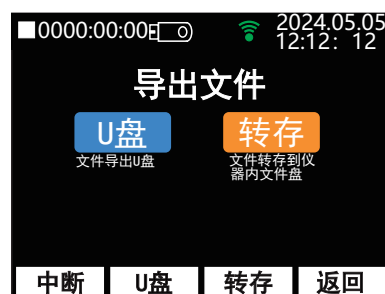 0000:00:00 2024.05.05
12:12: 12
导出文件
U盘 转存
文件导出U盘 文件转存到仪
器内文件盘
中断 U盘 转存 返回